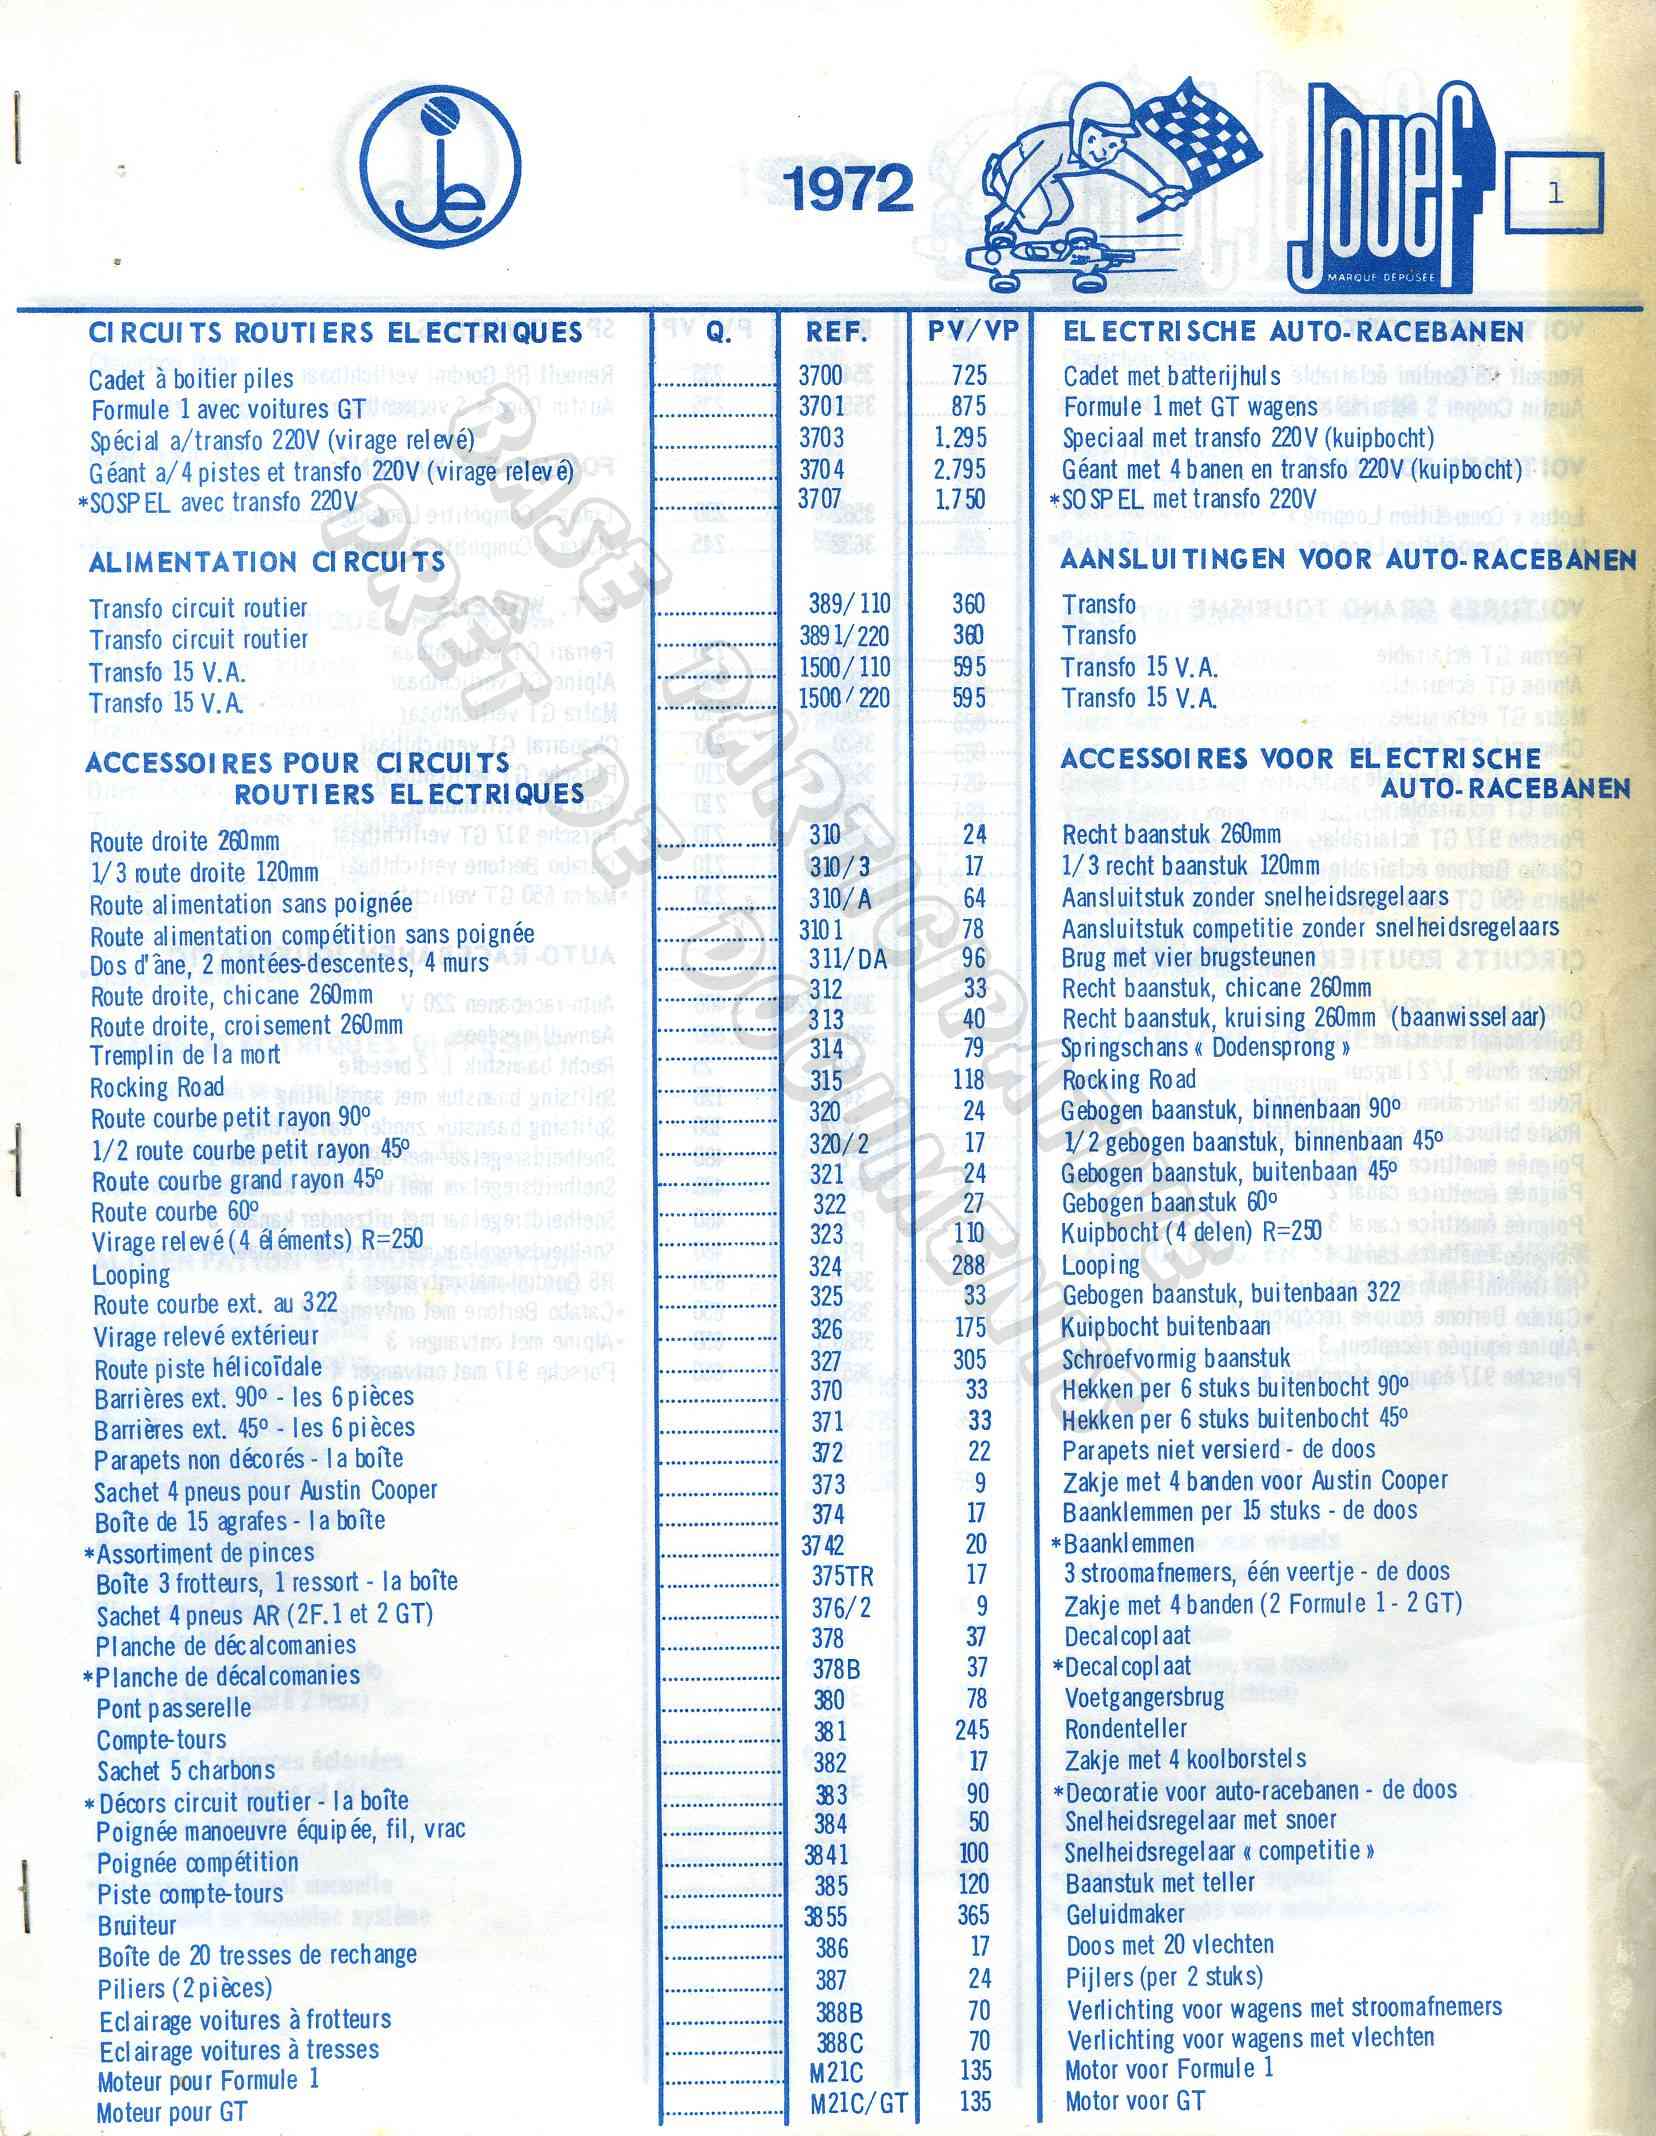 je
1972
Jouef
MARQUE DÉPOSÉE
1
CIRCUITS ROUTIERS ELECTRIQUES Q. REF. PV/VP ELECTRISCHE AUTO-RACEBANEN
Cadet à boitier piles 3700 725 Cadet met batterijhuls
Formule 1 avec voitures GT 3701 875 Formule 1 met GT wagens
Spécial a/transfo 220V (virage relevé) 3703 1.295 Speciaal met transfo 220V (kuipbocht)
Géant a/4 pistes et transfo 220V (virage relevé) 3704 2.795 Géant met 4 banen en transfo 220V (kuipbocht)
*SOSPEL avec transfo 220V 3707 1.750 *SOSPEL met transfo 220V
ALIMENTATION CIRCUITS AANSLUITINGEN VOOR AUTO-RACEBANEN
Transfo circuit routier 389/110 360 Transfo
Transfo circuit routier 3891/220 360 Transfo
Transfo 15 V.A. 1500/110 595 Transfo 15 V.A.
Transfo 15 V.A. 1500/220 595 Transfo 15 V.A.
ACCESSOIRES POUR CIRCUITS ACCESSOIRES VOOR ELECTRISCHE
ROUTIERS ELECTRIQUES AUTO-RACEBANEN
Route droite 260mm 310 24 Recht baanstuk 260mm
1/3 route droite 120mm 310/3 17 1/3 recht baanstuk 120mm
Route alimentation sans poignée 310/A 64 Aansluitstuk zonder snelheidsregelaars
Route alimentation compétition sans poignée 3101 78 Aansluitstuk competitie zonder snelheidsregelaars
Dos d'âne, 2 montées-descentes, 4 murs 311/DA 96 Brug met vier brugsteunen
Route droite, chicane 260mm 312 33 Recht baanstuk, chicane 260mm
Route droite, croisement 260mm 313 40 Recht baanstuk, kruising 260mm (baanwisselaar)
Tremplin de la mort 314 79 Springschans « Dodensprong »
Rocking Road 315 118 Rocking Road
Route courbe petit rayon 90° 320 24 Gebogen baanstuk, binnenbaan 90°
1/2 route courbe petit rayon 45° 320/2 17 1/2 gebogen baanstuk, binnenbaan 45°
Route courbe grand rayon 45° 321 24 Gebogen baanstuk, buitenbaan 45°
Route courbe 60° 322 27 Gebogen baanstuk 60°
Virage relevé (4 éléments) R=250 323 110 Kuipbocht (4 delen) R=250
Looping 324 288 Looping
Route courbe ext. au 322 325 33 Gebogen baanstuk, buitenbaan 322
Virage relevé extérieur 326 175 Kuipbocht buitenbaan
Route piste hélicoïdale 327 305 Schroefvormig baanstuk
Barrières ext. 90° - les 6 pièces 370 33 Hekken per 6 stuks buitenbocht 90°
Barrières ext. 45° - les 6 pièces 371 33 Hekken per 6 stuks buitenbocht 45°
Parapets non décorés - la boîte 372 22 Parapets niet versierd - de doos
Sachet 4 pneus pour Austin Cooper 373 9 Zakje met 4 banden voor Austin Cooper
Boîte de 15 agrafes - la boîte 374 17 Baanklemmen per 15 stuks - de doos
*Assortiment de pinces 3742 20 *Baanklemmen
Boîte 3 frotteurs, 1 ressort - la boîte 375TR 17 3 stroomafnemers, één veertje - de doos
Sachet 4 pneus AR (2F.1 et 2 GT) 376/2 9 Zakje met 4 banden (2 Formule 1 - 2 GT)
Planche de décalcomanies 378 37 Decalcoplaat
*Planche de décalcomanies 378B 37 *Decalcoplaat
Pont passerelle 380 78 Voetgangersbrug
Compte-tours 381 245 Rondenteller
Sachet 5 charbons 382 17 Zakje met 4 koolborstels
*Décors circuit routier - la boîte 383 90 *Decoratie voor auto-racebanen - de doos
Poignée manoeuvre équipée, fil, vrac 384 50 Snelheidsregelaar met snoer
Poignée compétition 3841 100 Snelheidsregelaar « competitie »
Piste compte-tours 385 120 Baanstuk met teller
Bruiteur 3855 365 Geluidmaker
Boîte de 20 tresses de rechange 386 17 Doos met 20 vlechten
Piliers (2 pièces) 387 24 Pijlers (per 2 stuks)
Eclairage voitures à frotteurs 388B 70 Verlichting voor wagens met stroomafnemers
Eclairage voitures à tresses 388C 70 Verlichting voor wagens met vlechten
Moteur pour Formule 1 M21C 135 Motor voor Formule 1
Moteur pour GT M21C/GT 135 Motor voor GT
BASE PARTICIPATIVE
PRÊT DE DOCUMENTS